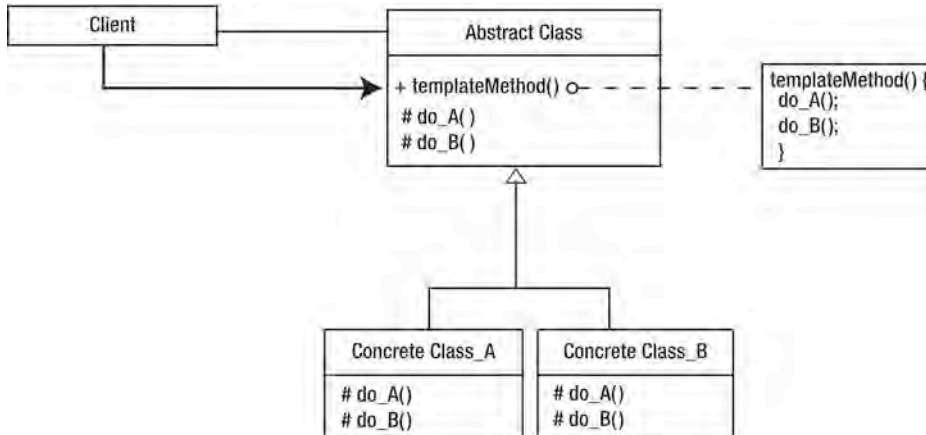 Client
Abstract Class
+ templateMethod()
# do_A( )
# do_B( )
templateMethod() {
do_A();
do_B();
}
Concrete Class_A
# do_A()
# do_B()
Concrete Class_B
# do_A()
# do_B()